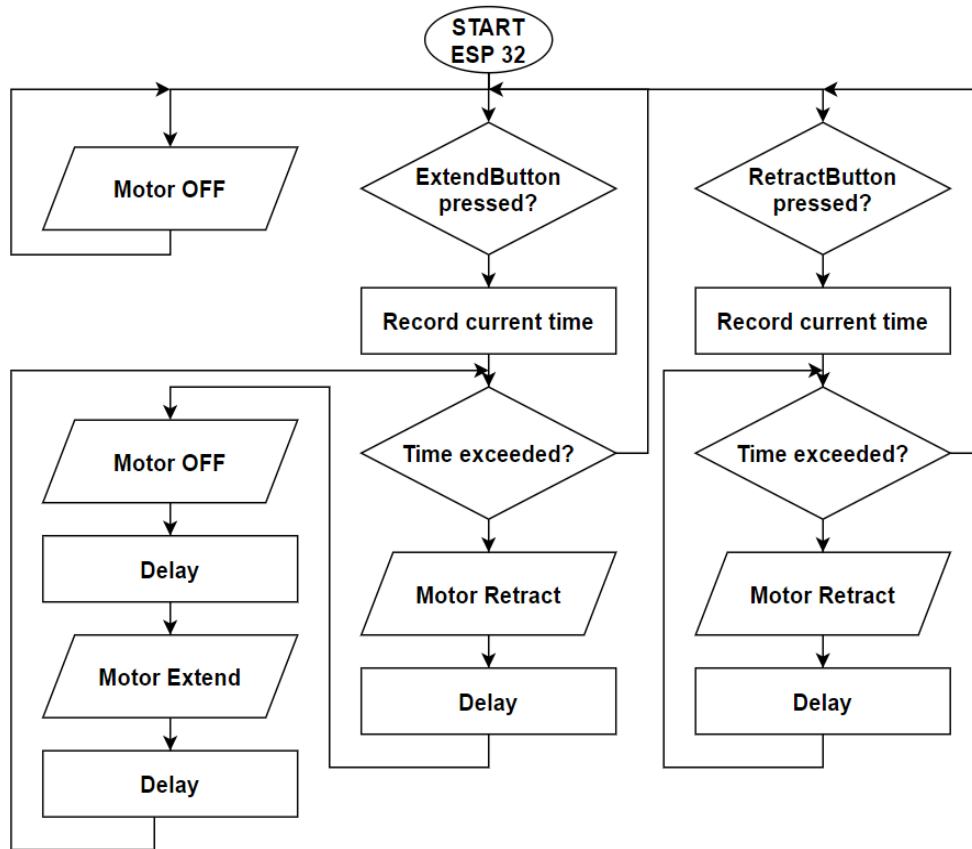 START
ESP 32
Motor OFF
ExtendButton
pressed?
RetractButton
pressed?
Record current time
Record current time
Motor OFF
Time exceeded?
Time exceeded?
Delay
Motor Retract
Motor Retract
Motor Extend
Delay
Delay
Delay